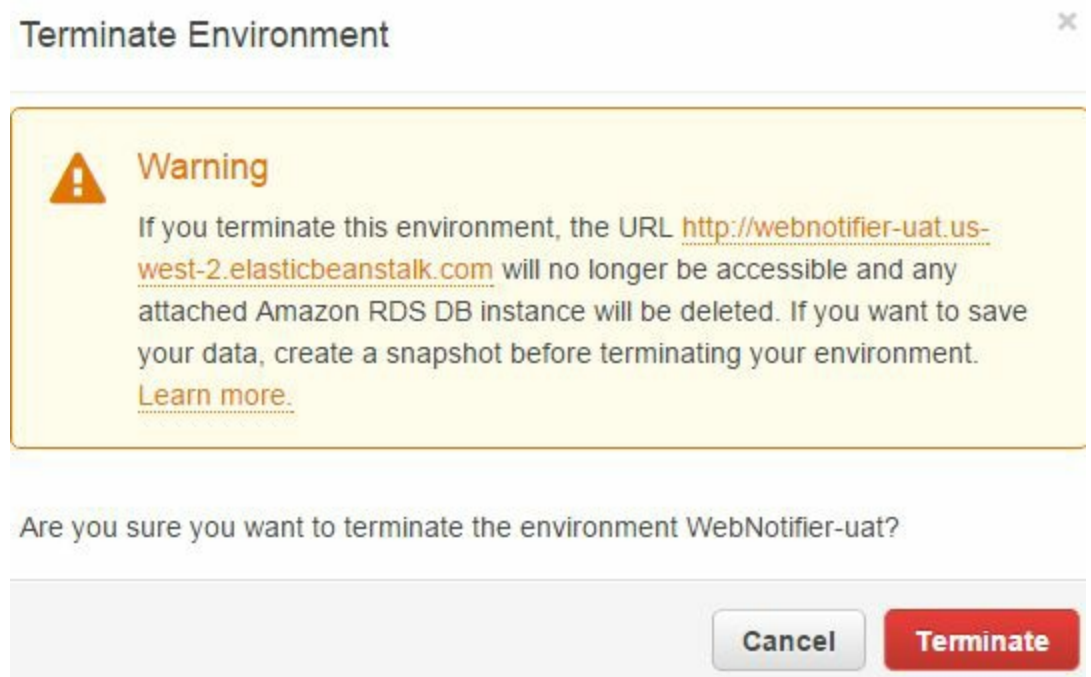 Terminate Environment
Warning
If you terminate this environment, the URL http://webnotifier-uat.us-
west-2.elasticbeanstalk.com will no longer be accessible and any
attached Amazon RDS DB instance will be deleted. If you want to save
your data, create a snapshot before terminating your environment.
Learn more.
Are you sure you want to terminate the environment WebNotifier-uat?
Cancel Terminate